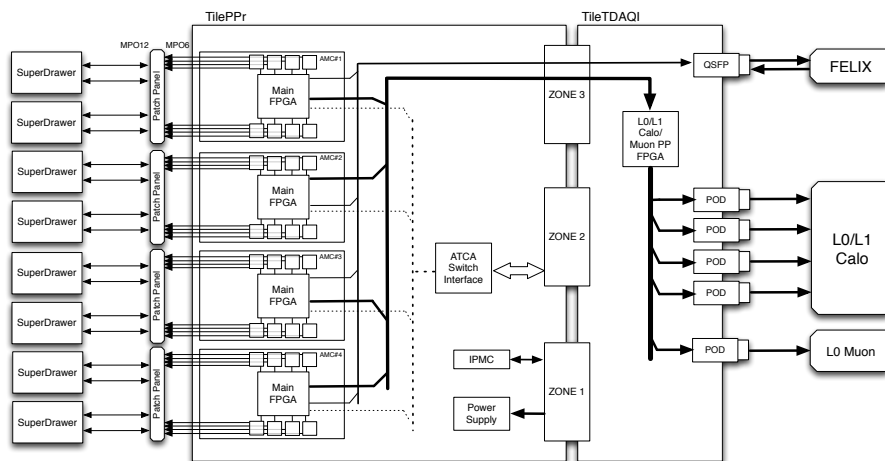 TilePPr
TileTDAQI
MPO12
MPO6
SuperDrawer
SuperDrawer
Patch Panel
AMC#1
Main
FPGA
SuperDrawer
SuperDrawer
Patch Panel
AMC#2
Main
FPGA
SuperDrawer
SuperDrawer
Patch Panel
AMC#3
Main
FPGA
SuperDrawer
SuperDrawer
Patch Panel
AMC#4
Main
FPGA
ATCA
Switch
Interface
IPMC
Power
Supply
ZONE 3
ZONE 2
ZONE 1
QSFP
L0/L1
Calo/
Muon PP
FPGA
POD
POD
POD
POD
POD
FELIX
L0/L1
Calo
L0 Muon